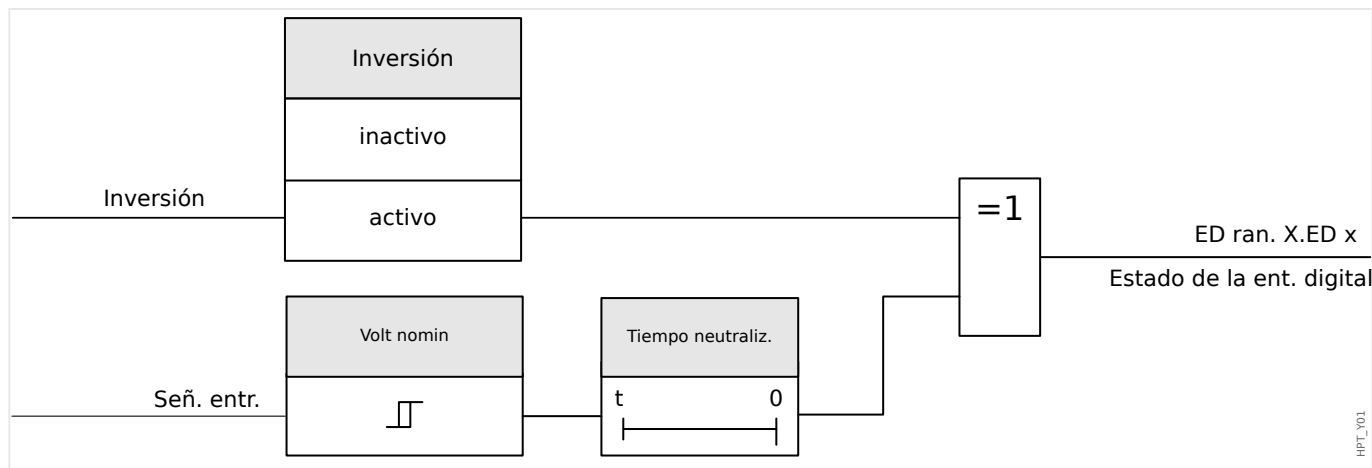 Inversión
inactivo
Inversión
activo
=1
ED ran. X.ED x
Estado de la ent. digital
Volt nomin
Tiempo neutraliz.
Señ. entr.
t
0
HPT_Y01